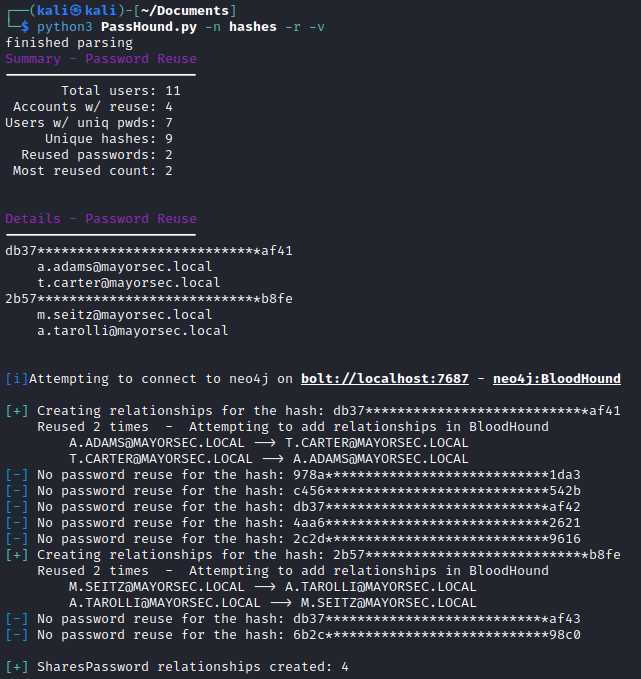 ┌──(kali㉿kali)-[~/Documents]
└─$ python3 PassHound.py -n hashes -r -v
finished parsing
Summary - Password Reuse
Total users: 11
Accounts w/ reuse: 4
Users w/ uniq pwds: 7
Unique hashes: 9
Reused passwords: 2
Most reused count: 2
Details - Password Reuse
db37****************************af41
a.adams@mayorsec.local
t.carter@mayorsec.local
2b57****************************b8fe
m.seitz@mayorsec.local
a.tarolli@mayorsec.local
[i]Attempting to connect to neo4j on bolt://localhost:7687 - neo4j:BloodHound
[+] Creating relationships for the hash: db37****************************af41
Reused 2 times  -  Attempting to add relationships in BloodHound
A.ADAMS@MAYORSEC.LOCAL ——> T.CARTER@MAYORSEC.LOCAL
T.CARTER@MAYORSEC.LOCAL ——> A.ADAMS@MAYORSEC.LOCAL
[-] No password reuse for the hash: 978a****************************1da3
[-] No password reuse for the hash: c456****************************542b
[-] No password reuse for the hash: db37****************************af42
[-] No password reuse for the hash: 4aa6****************************2621
[-] No password reuse for the hash: 2c2d****************************9616
[+] Creating relationships for the hash: 2b57****************************b8fe
Reused 2 times  -  Attempting to add relationships in BloodHound
M.SEITZ@MAYORSEC.LOCAL ——> A.TAROLLI@MAYORSEC.LOCAL
A.TAROLLI@MAYORSEC.LOCAL ——> M.SEITZ@MAYORSEC.LOCAL
[-] No password reuse for the hash: db37****************************af43
[-] No password reuse for the hash: 6b2c****************************98c0
[+] SharesPassword relationships created: 4